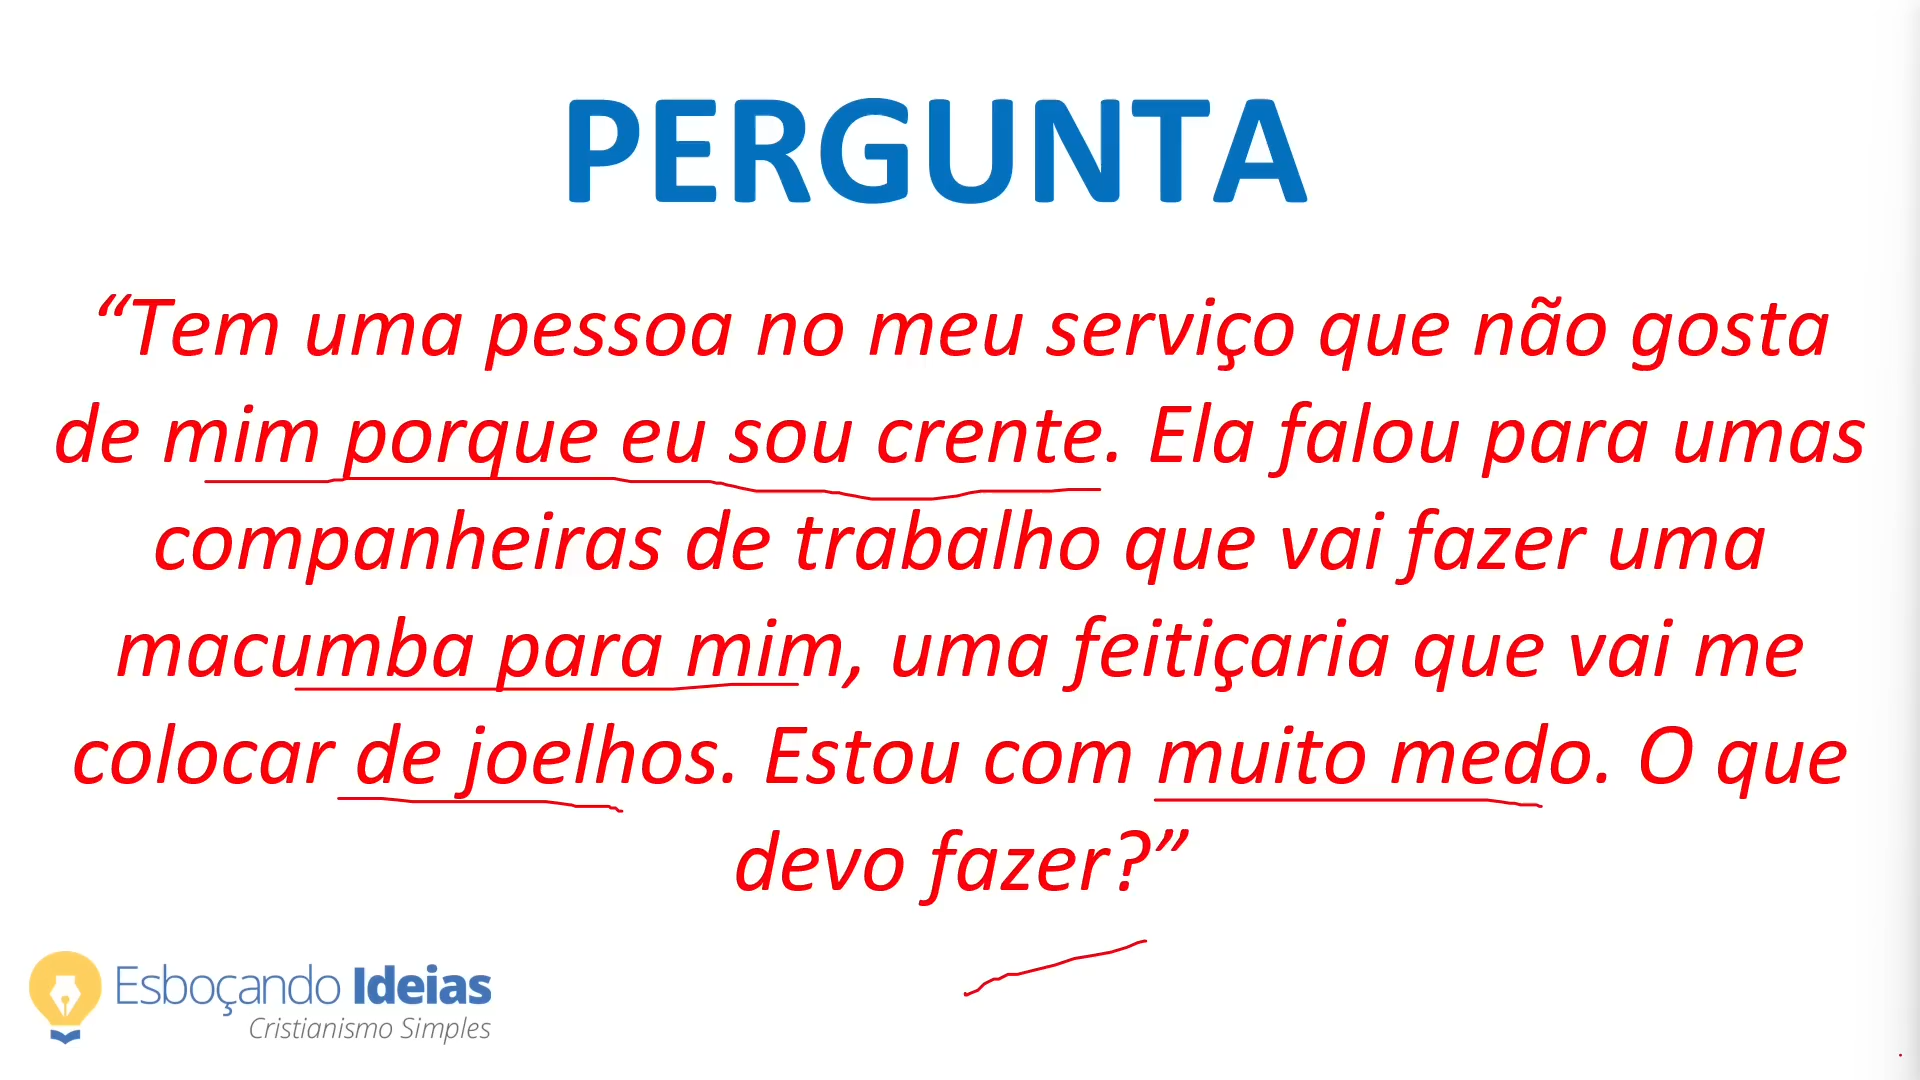 PERGUNTA
“Tem uma pessoa no meu serviço que não gosta
de mim porque eu sou crente. Ela falou para umas
companheiras de trabalho que vai fazer uma
macumba para mim, uma feitiçaria que vai me
colocar de joelhos. Estou com muito medo. O que
devo fazer?”
Esboçando Ideias
Cristianismo Simples